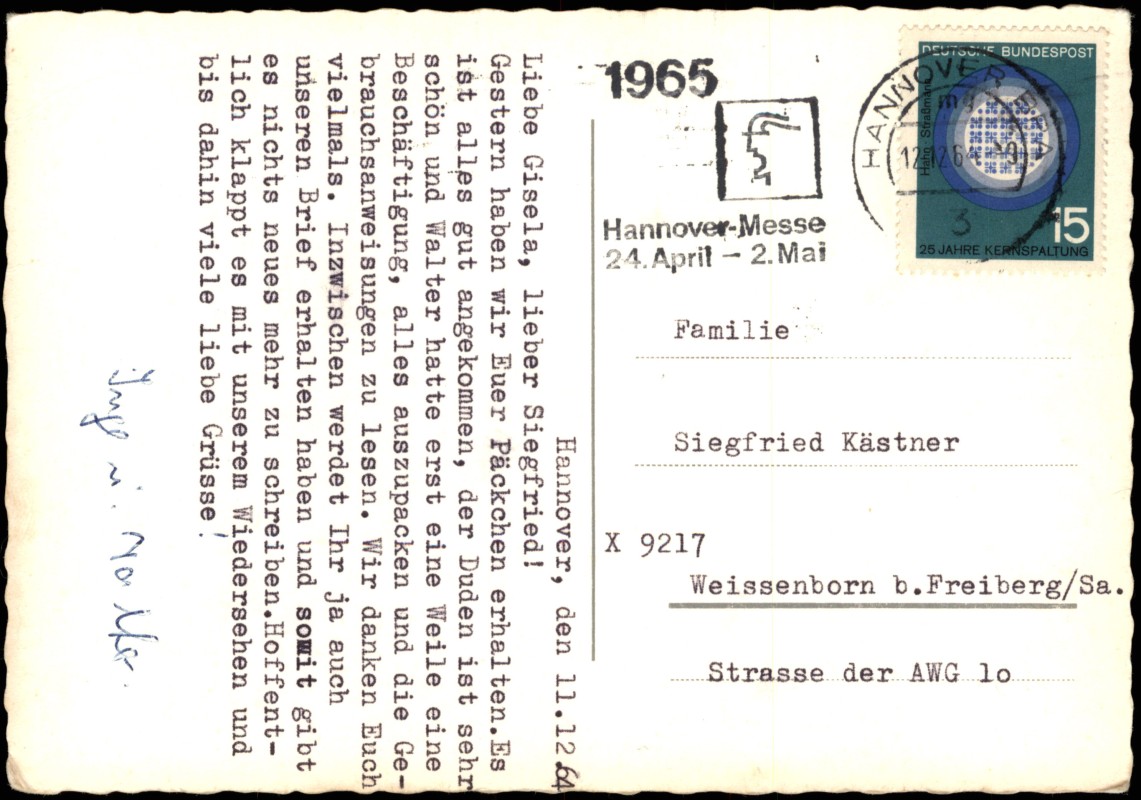 Hannover, den 11.12.64
Liebe Gisela, lieber Siegfried!
Gestern haben wir Euer Päckchen erhalten.Es
ist alles gut angekommen, der Duden ist sehr
schön und Walter hatte erst eine Weile eine
Beschäftigung, alles auszupacken und die Ge-
brauchsanweisungen zu lesen. Wir danken Euch
vielmals. Inzwischen werdet Ihr ja auch
unseren Brief erhalten haben und somit gibt
es nichts neues mehr zu schreiben.Hoffent-
lich klappt es mit unserem Wiedersehen und
bis dahin viele liebe Grüsse!
1965
Hannover-Messe
24. April - 2. Mai
HANNOVER BPA
mg
3
DEUTSCHE BUNDESPOST
Hahn Straßmann
15
25 JAHRE KERNSPALTUNG
Familie
Siegfried Kästner
X 9217
Weissenborn b.Freiberg/Sa.
Strasse der AWG 1o